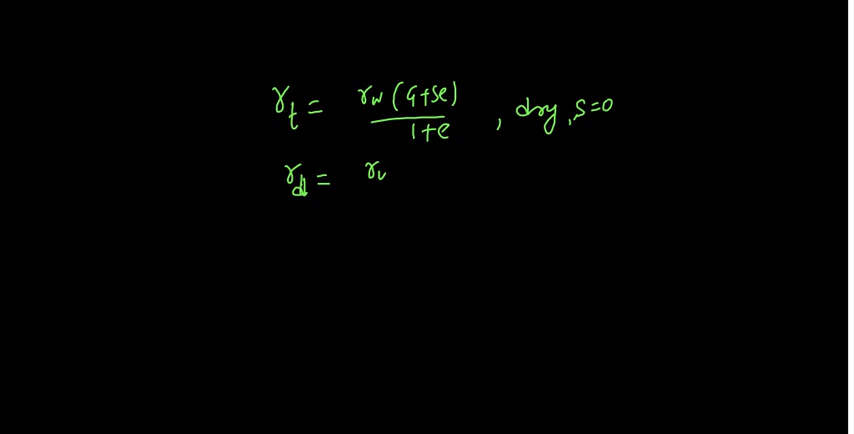 γt = γw (G+Se) / 1+e , dry, S=0
γd = γw